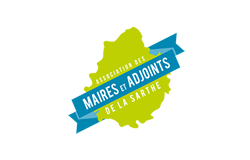 ASSOCIATION DES
MAIRES ET ADJOINTS
DE LA SARTHE